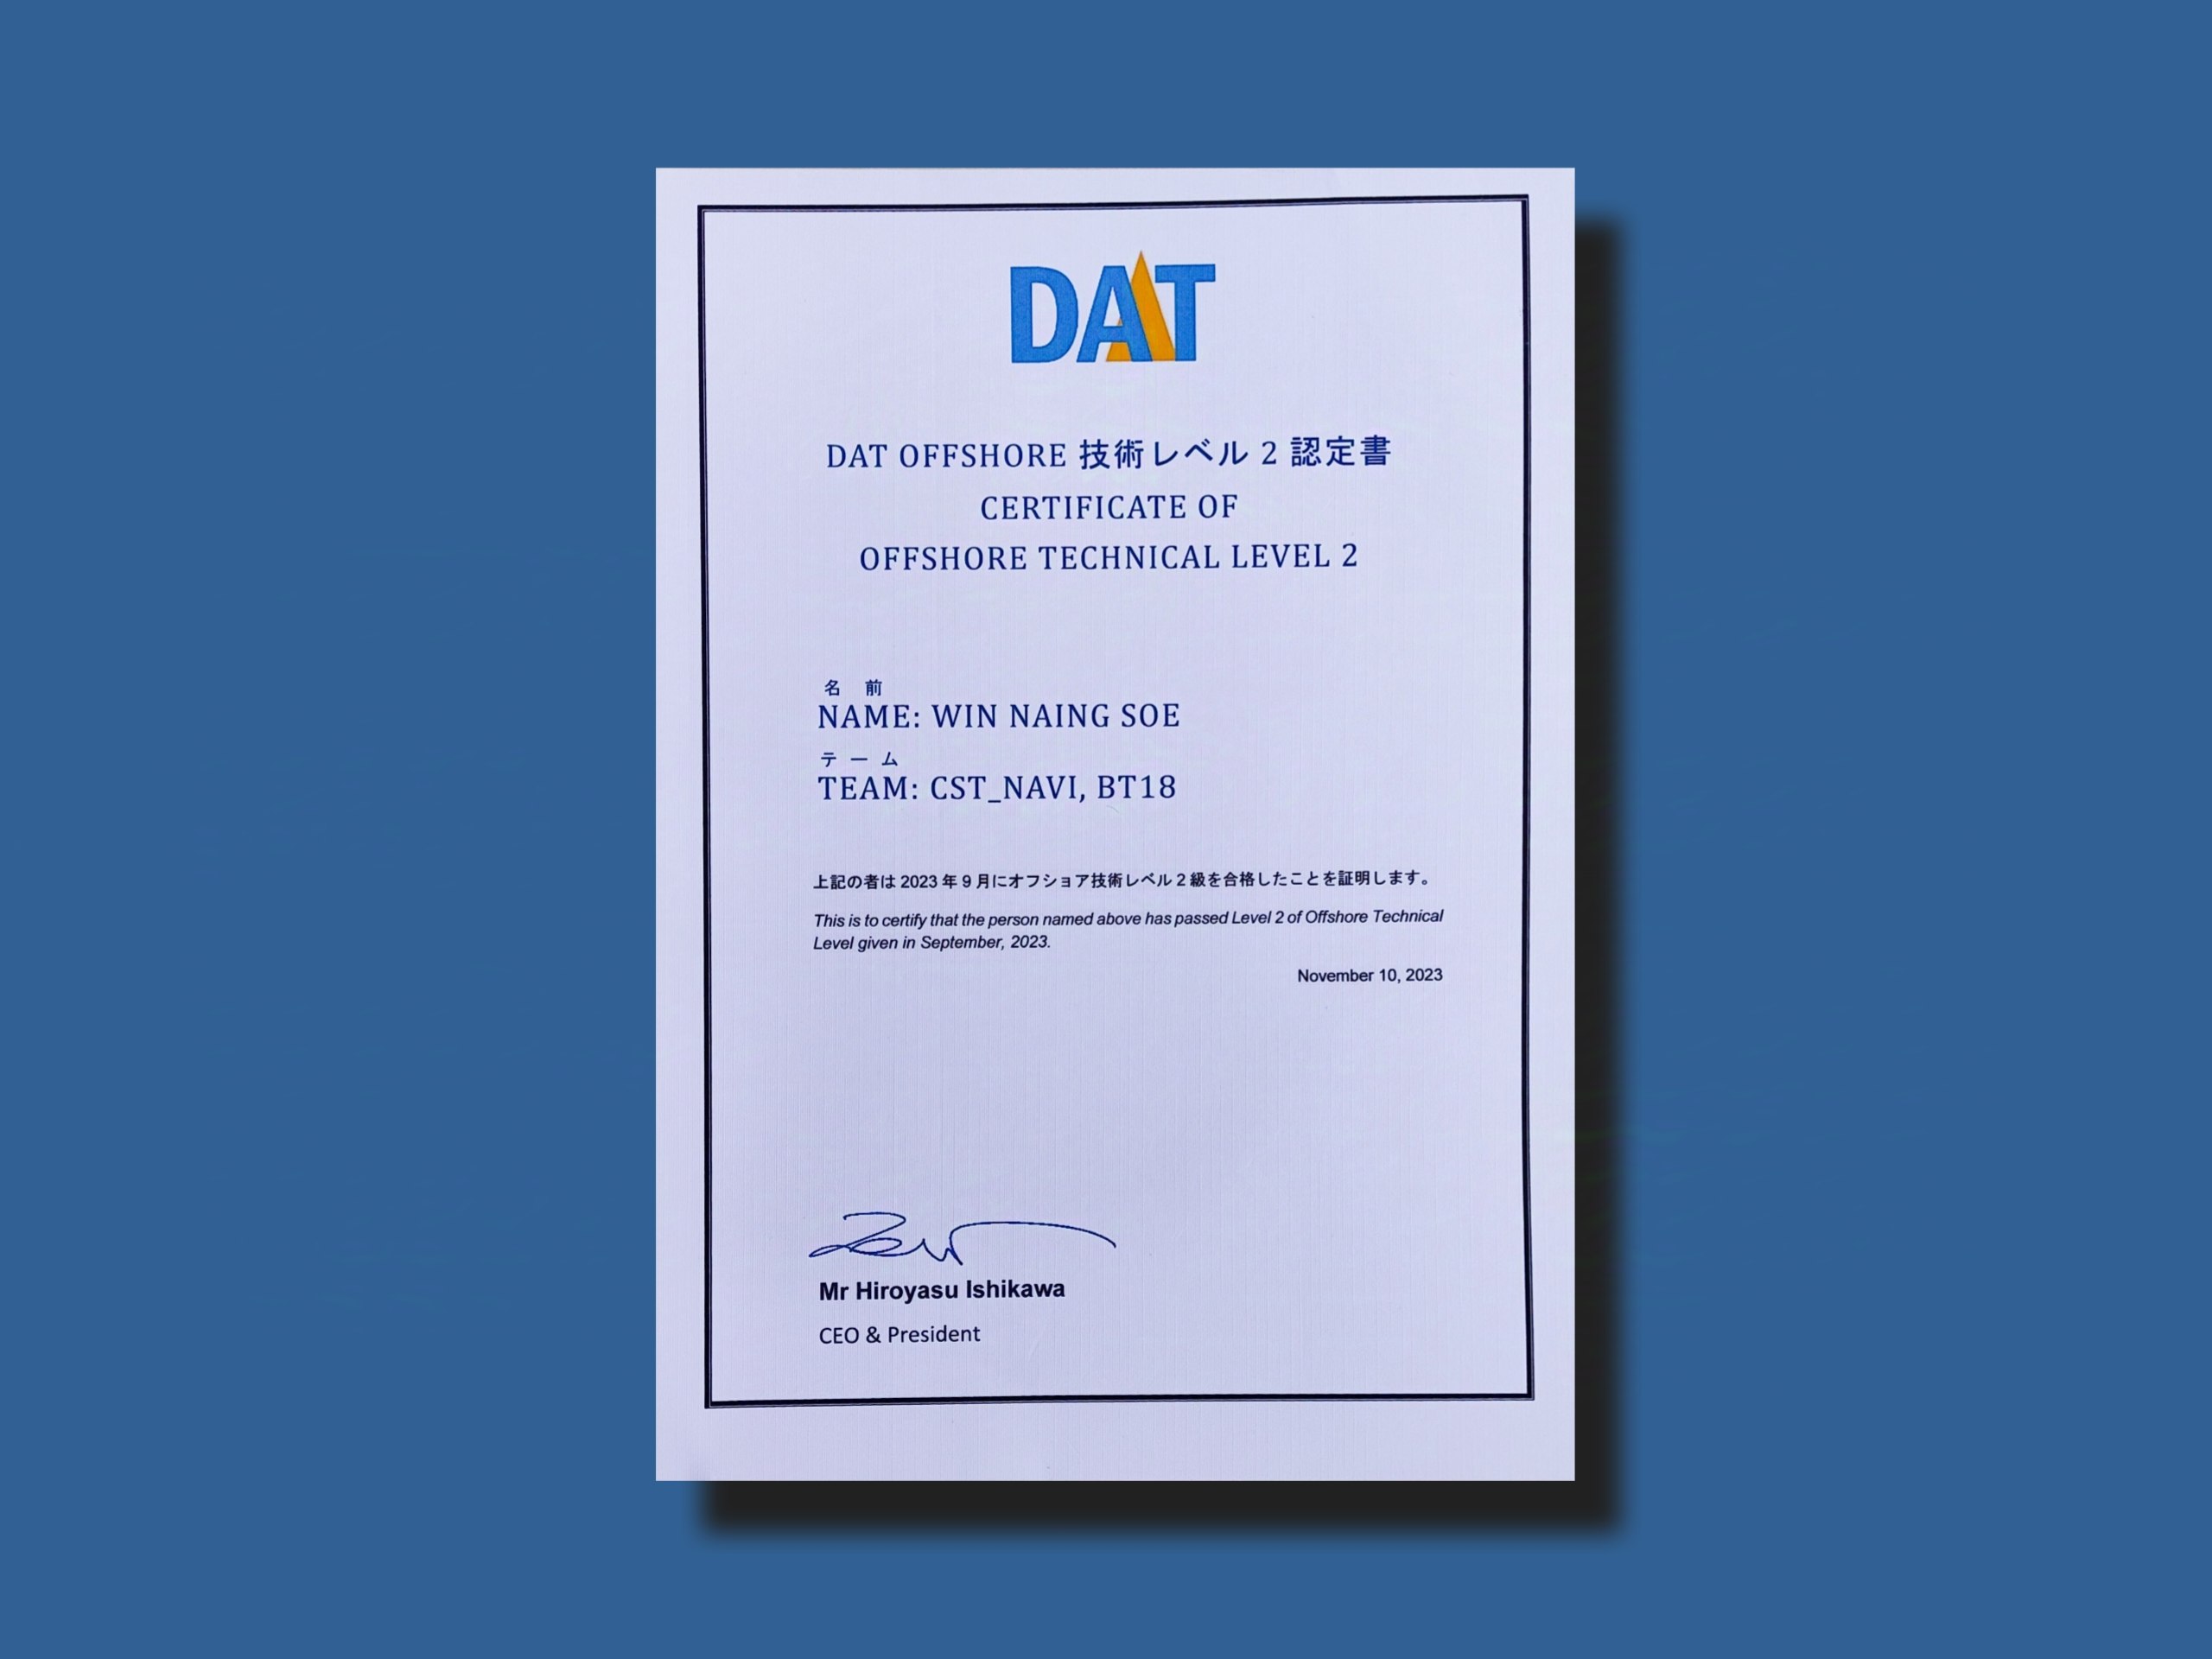 DAT
DAT OFFSHORE 技術レベル 2 認定書
CERTIFICATE OF
OFFSHORE TECHNICAL LEVEL 2
名 前
NAME: WIN NAING SOE
テ ー ム
TEAM: CST_NAVI, BT18
上記の者は 2023 年 9 月にオフショア技術レベル 2 級を合格したことを証明します。
This is to certify that the person named above has passed Level 2 of Offshore Technical
Level given in September, 2023.
November 10, 2023
Mr Hiroyasu Ishikawa
CEO & President